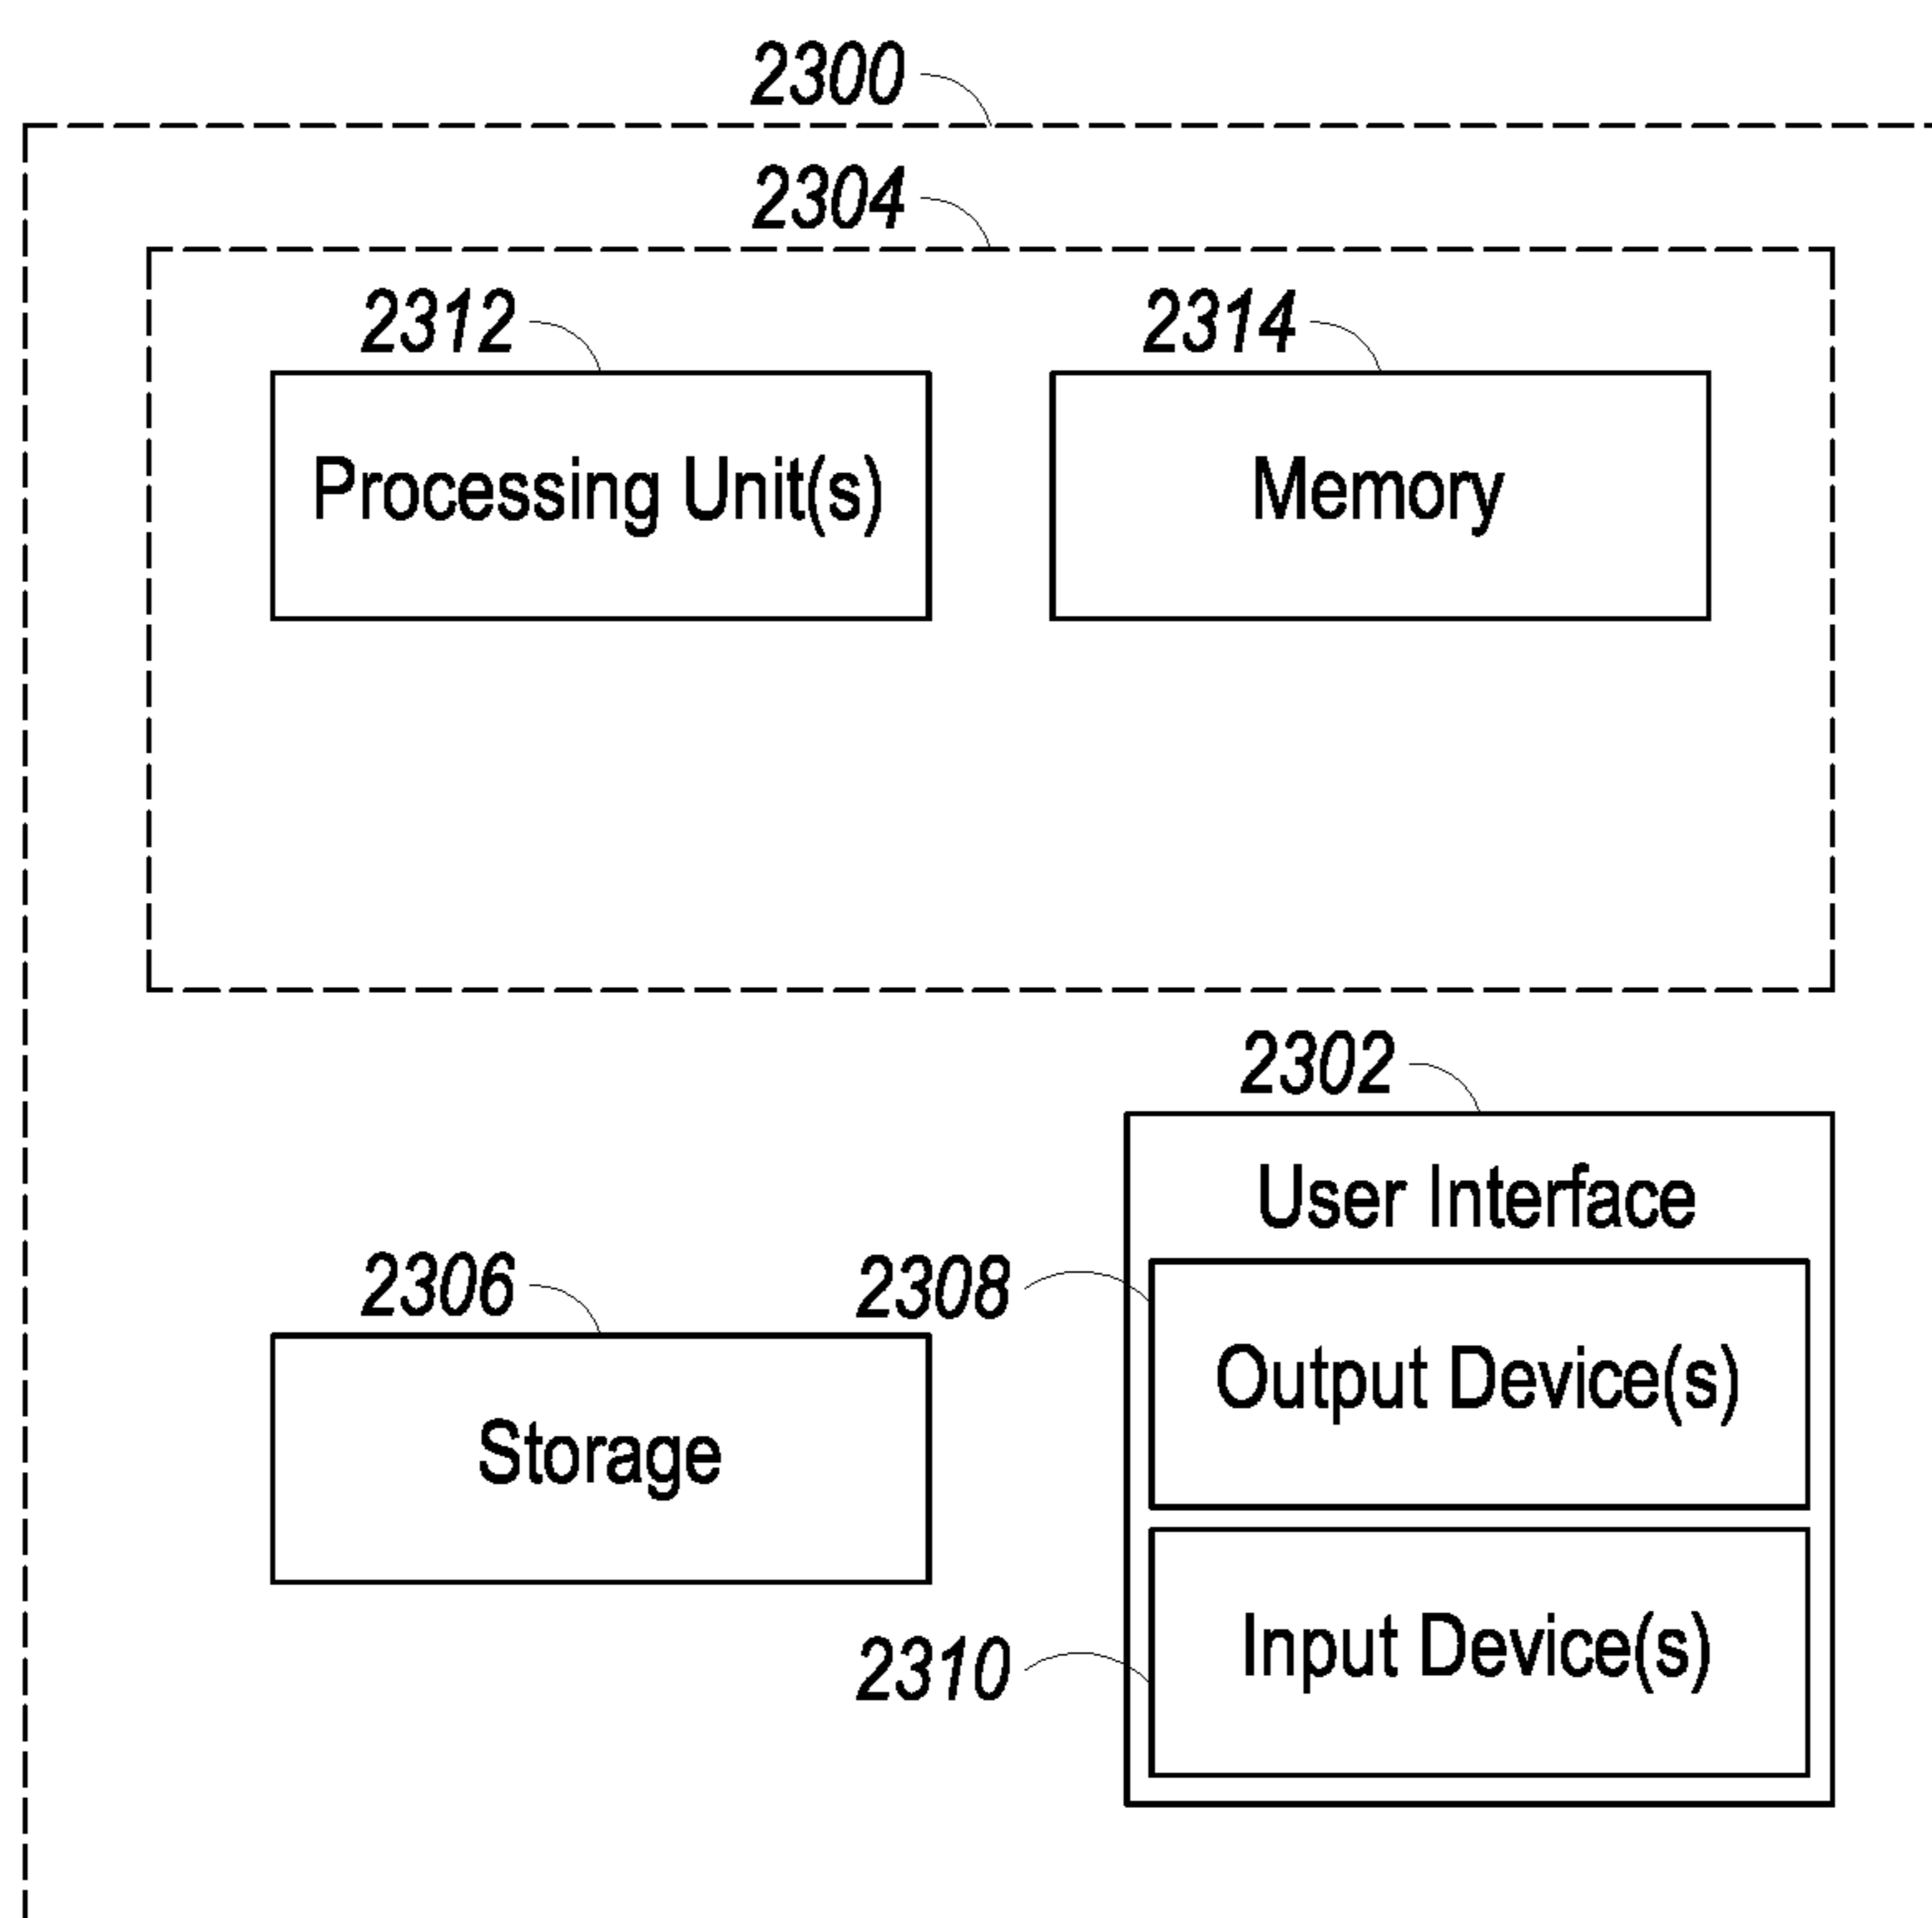 2300
2304
2312
2314
Processing Unit(s)
Memory
2302
User Interface
2306
2308
Output Device(s)
Storage
2310
Input Device(s)